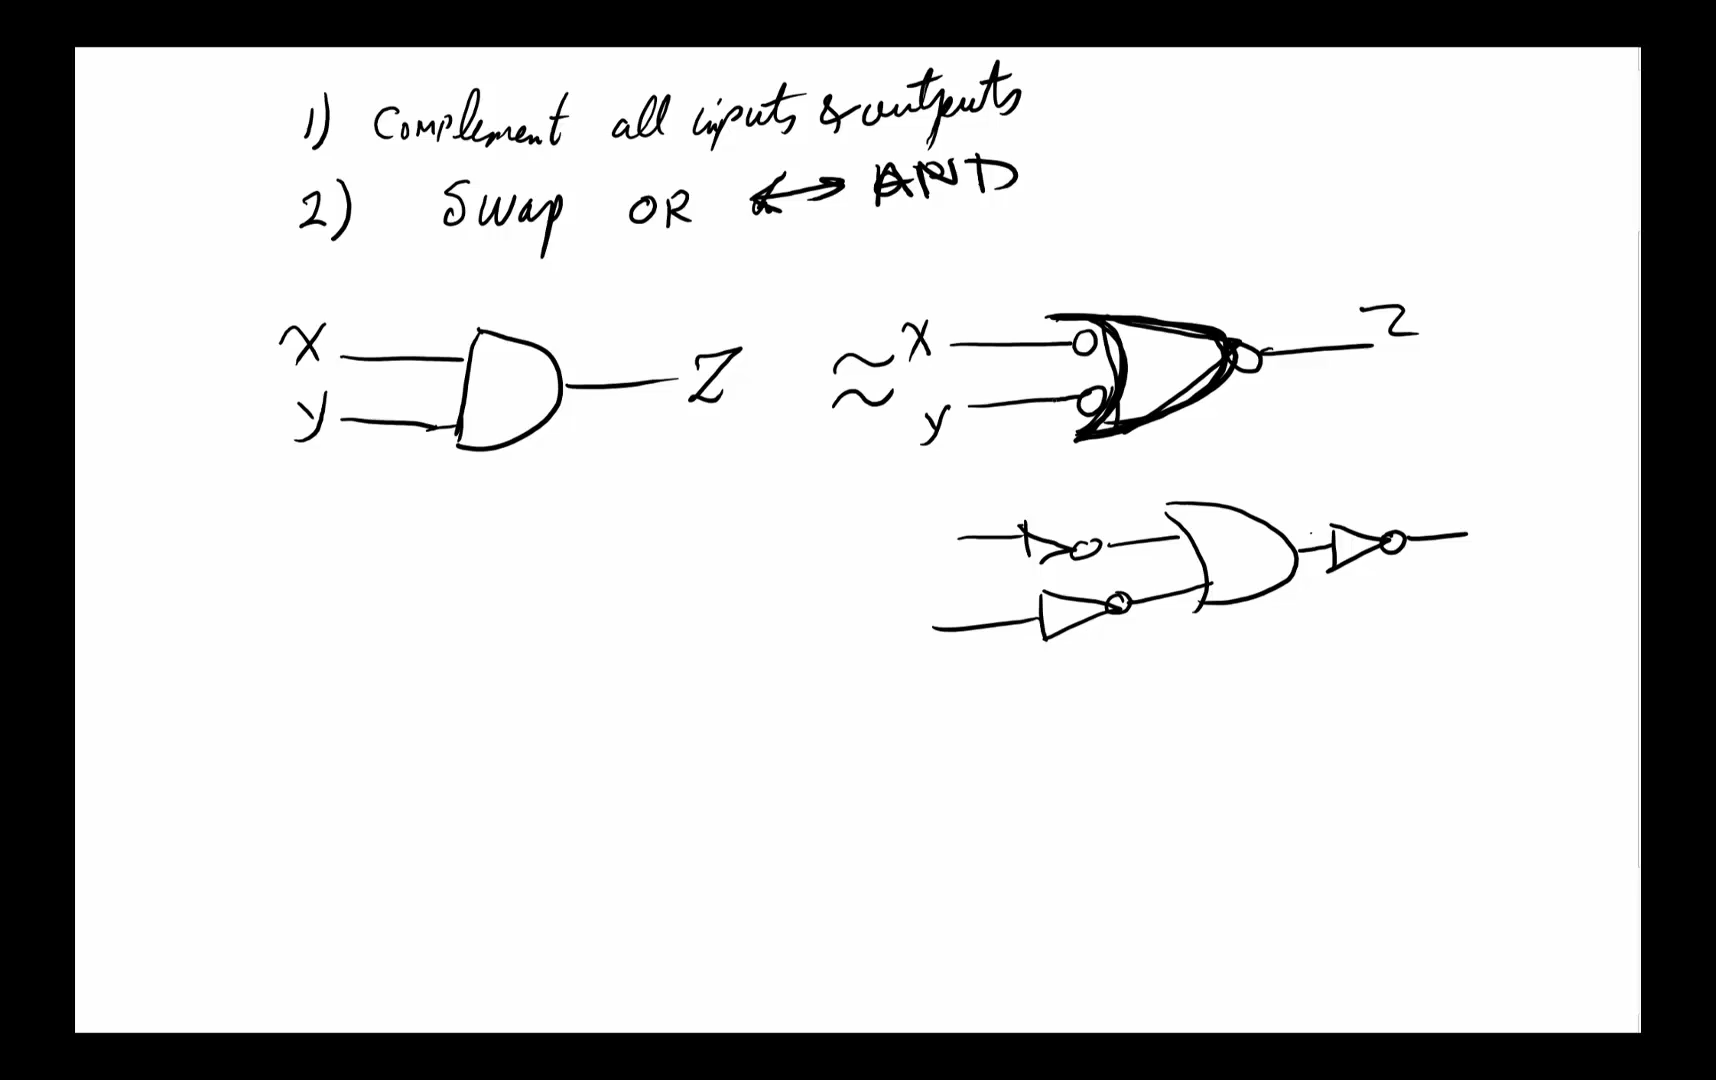 1) Complement all inputs & outputs
2) Swap OR ↔ AND
X
y
Z
≈
X
y
Z